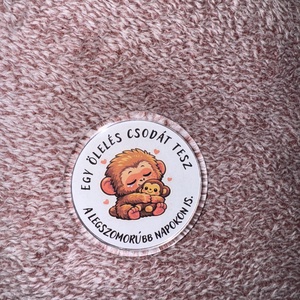 EGY ÖLELÉS CSODÁT TESZ
A LEGSZOMORÚBB NAPOKON IS.